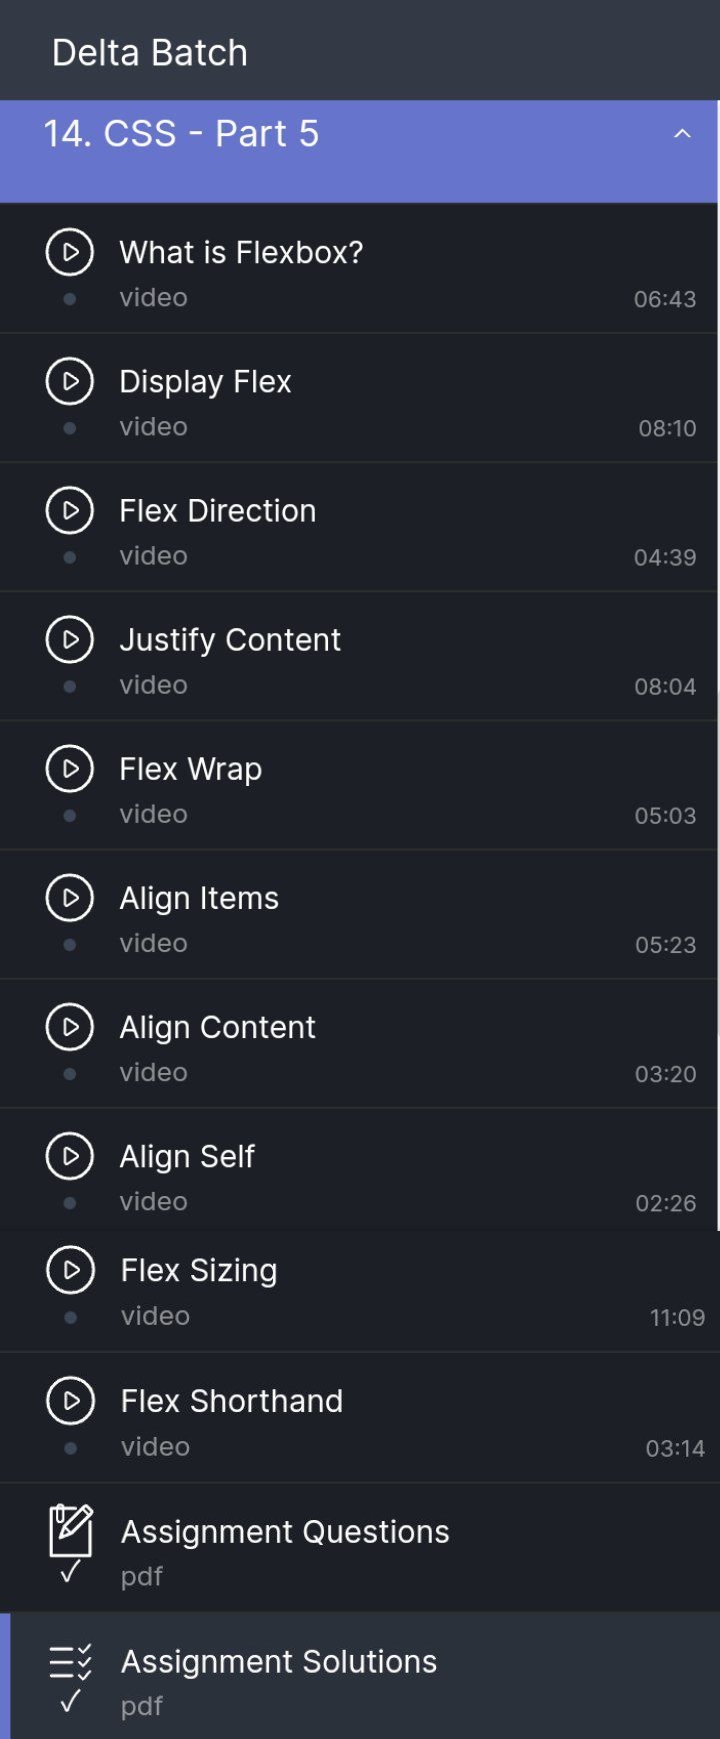 Delta Batch
14. CSS - Part 5
What is Flexbox?
video 06:43
Display Flex
video 08:10
Flex Direction
video 04:39
Justify Content
video 08:04
Flex Wrap
video 05:03
Align Items
video 05:23
Align Content
video 03:20
Align Self
video 02:26
Flex Sizing
video 11:09
Flex Shorthand
video 03:14
Assignment Questions
pdf
Assignment Solutions
pdf